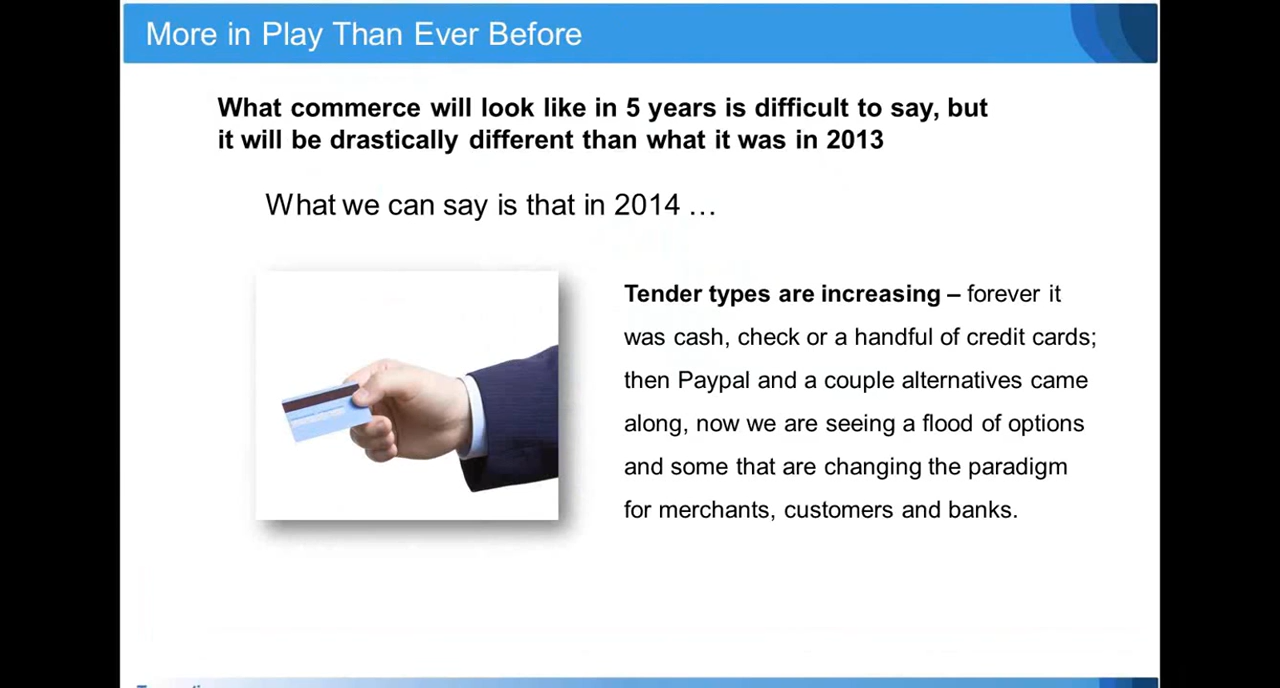 More in Play Than Ever Before
What commerce will look like in 5 years is difficult to say, but
it will be drastically different than what it was in 2013
What we can say is that in 2014 …
Tender types are increasing – forever it
was cash, check or a handful of credit cards;
then Paypal and a couple alternatives came
along, now we are seeing a flood of options
and some that are changing the paradigm
for merchants, customers and banks.